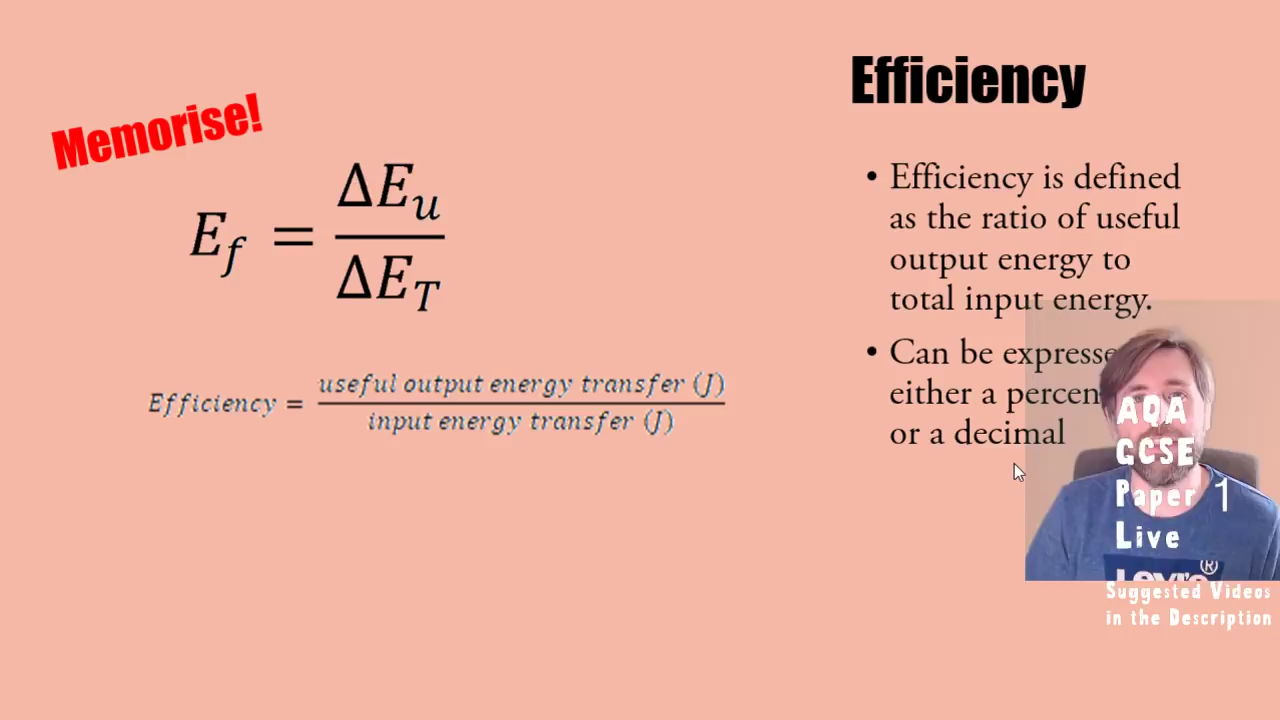 Efficiency
Memorise!
E_f = ΔE_u / ΔE_T
Efficiency = useful output energy transfer (J) / input energy transfer (J)
• Efficiency is defined
as the ratio of useful
output energy to
total input energy.
• Can be expresse
either a percen
or a decimal
AQA
GCSE
Paper 1
Live
Levi's ®
Suggested Videos
in the Description